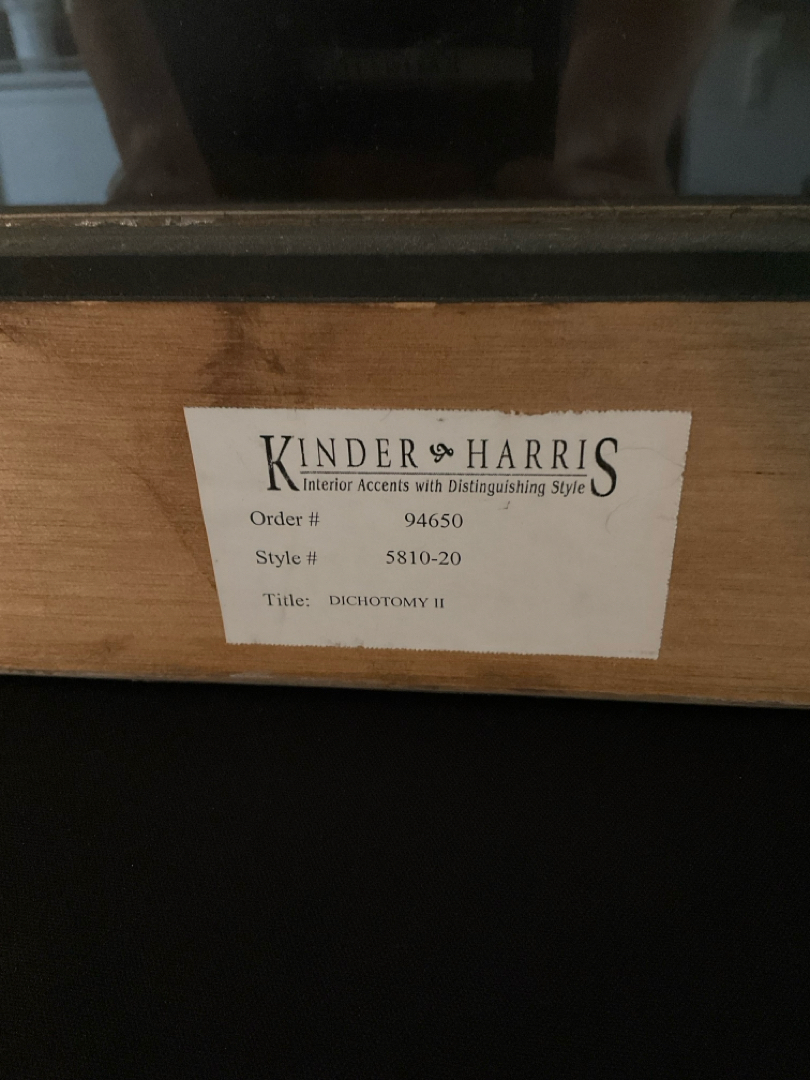 KINDER & HARRIS
Interior Accents with Distinguishing Style
Order # 94650
Style # 5810-20
Title: DICHOTOMY II